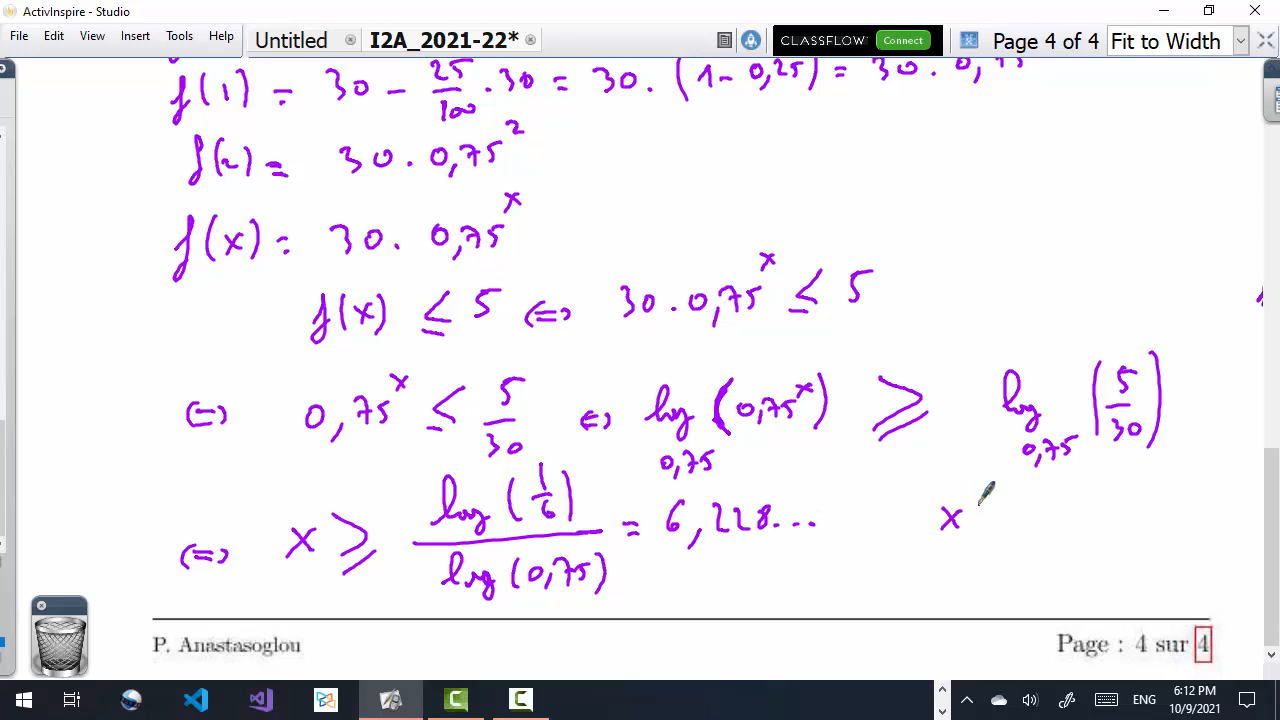 ActivInspire - Studio
File Edit View Insert Tools Help
Untitled
I2A_2021-22*
CLASSFLOW Connect
Page 4 of 4
Fit to Width
f(1) = 30 - 25/100 · 30 = 30 · (1 - 0,25) = 30 · 0,75
f(2) = 30 · 0,75^2
f(x) = 30 · 0,75^x
f(x) ≤ 5 ⇔ 30 · 0,75^x ≤ 5
⇔ 0,75^x ≤ 5/30 ⇔ log_0,75 (0,75^x) ≥ log_0,75 (5/30)
⇔ x ≥ log(1/6) / log(0,75) = 6,228... x
P. Anastasoglou
Page : 4 sur 4
ENG
6:12 PM
10/9/2021